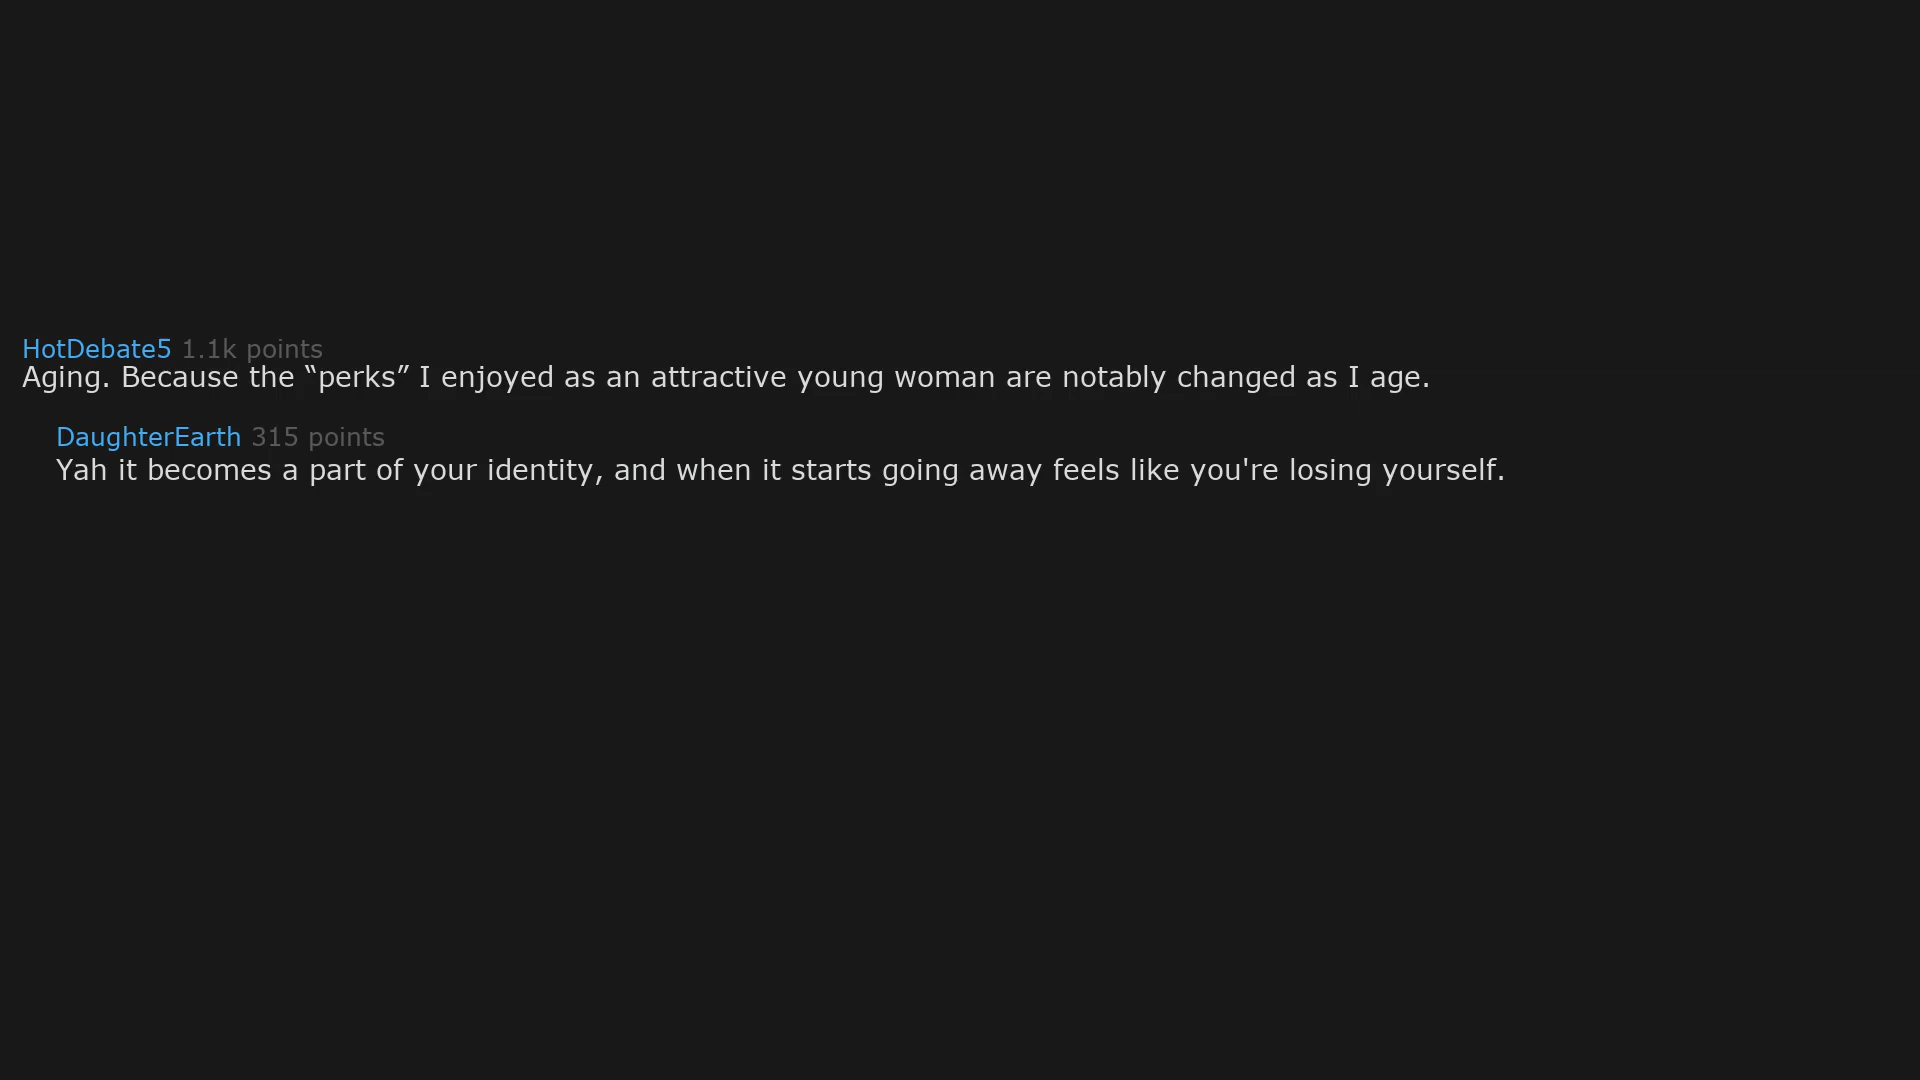 HotDebate5 1.1k points
Aging. Because the “perks” I enjoyed as an attractive young woman are notably changed as I age.
DaughterEarth 315 points
Yah it becomes a part of your identity, and when it starts going away feels like you're losing yourself.